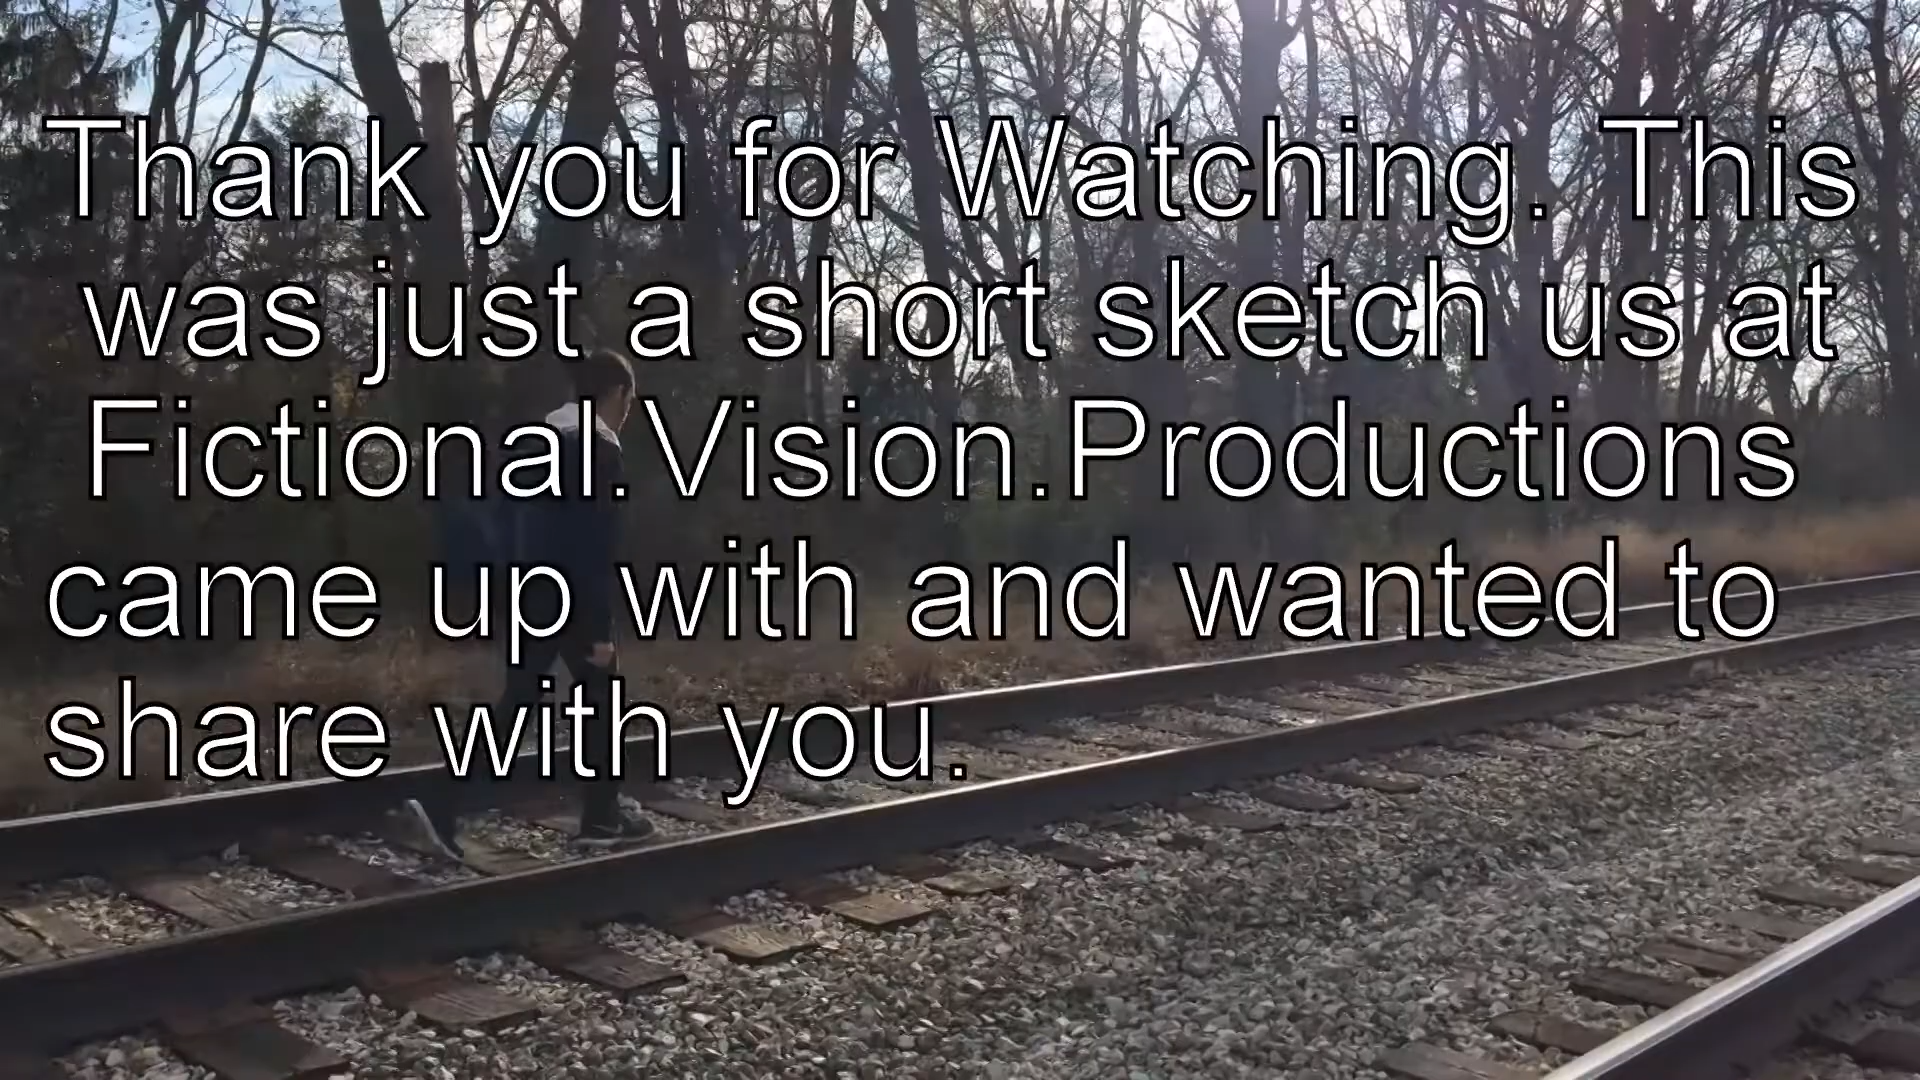 Thank you for Watching. This
was just a short sketch us at
Fictional.Vision.Productions
came up with and wanted to
share with you.